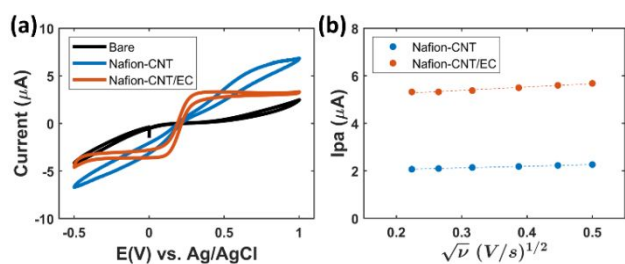 (a)
Current (μA)
10
5
0
-5
-10
Bare
Nafion-CNT
Nafion-CNT/EC
-0.5
0
0.5
1
E(V) vs. Ag/AgCl
(b)
Ipa (μA)
8
6
4
2
0
Nafion-CNT
Nafion-CNT/EC
0.2
0.3
0.4
0.5
√ν (V/s)^{1/2}